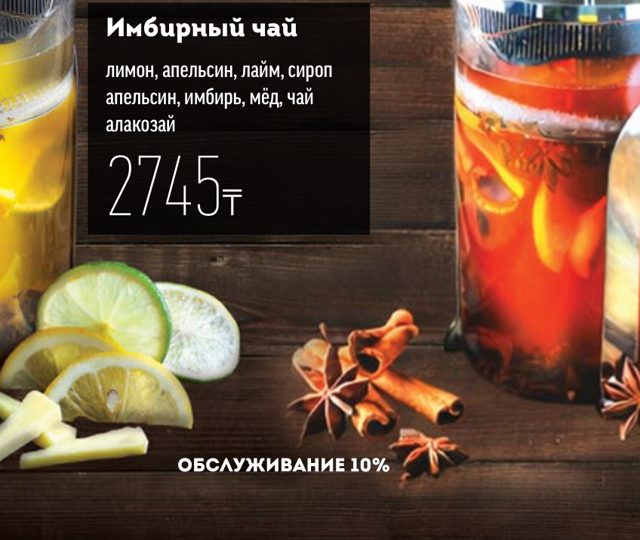 Имбирный чай
лимон, апельсин, лайм, сироп
апельсин, имбирь, мёд, чай
алакозай
2745₸
ОБСЛУЖИВАНИЕ 10%